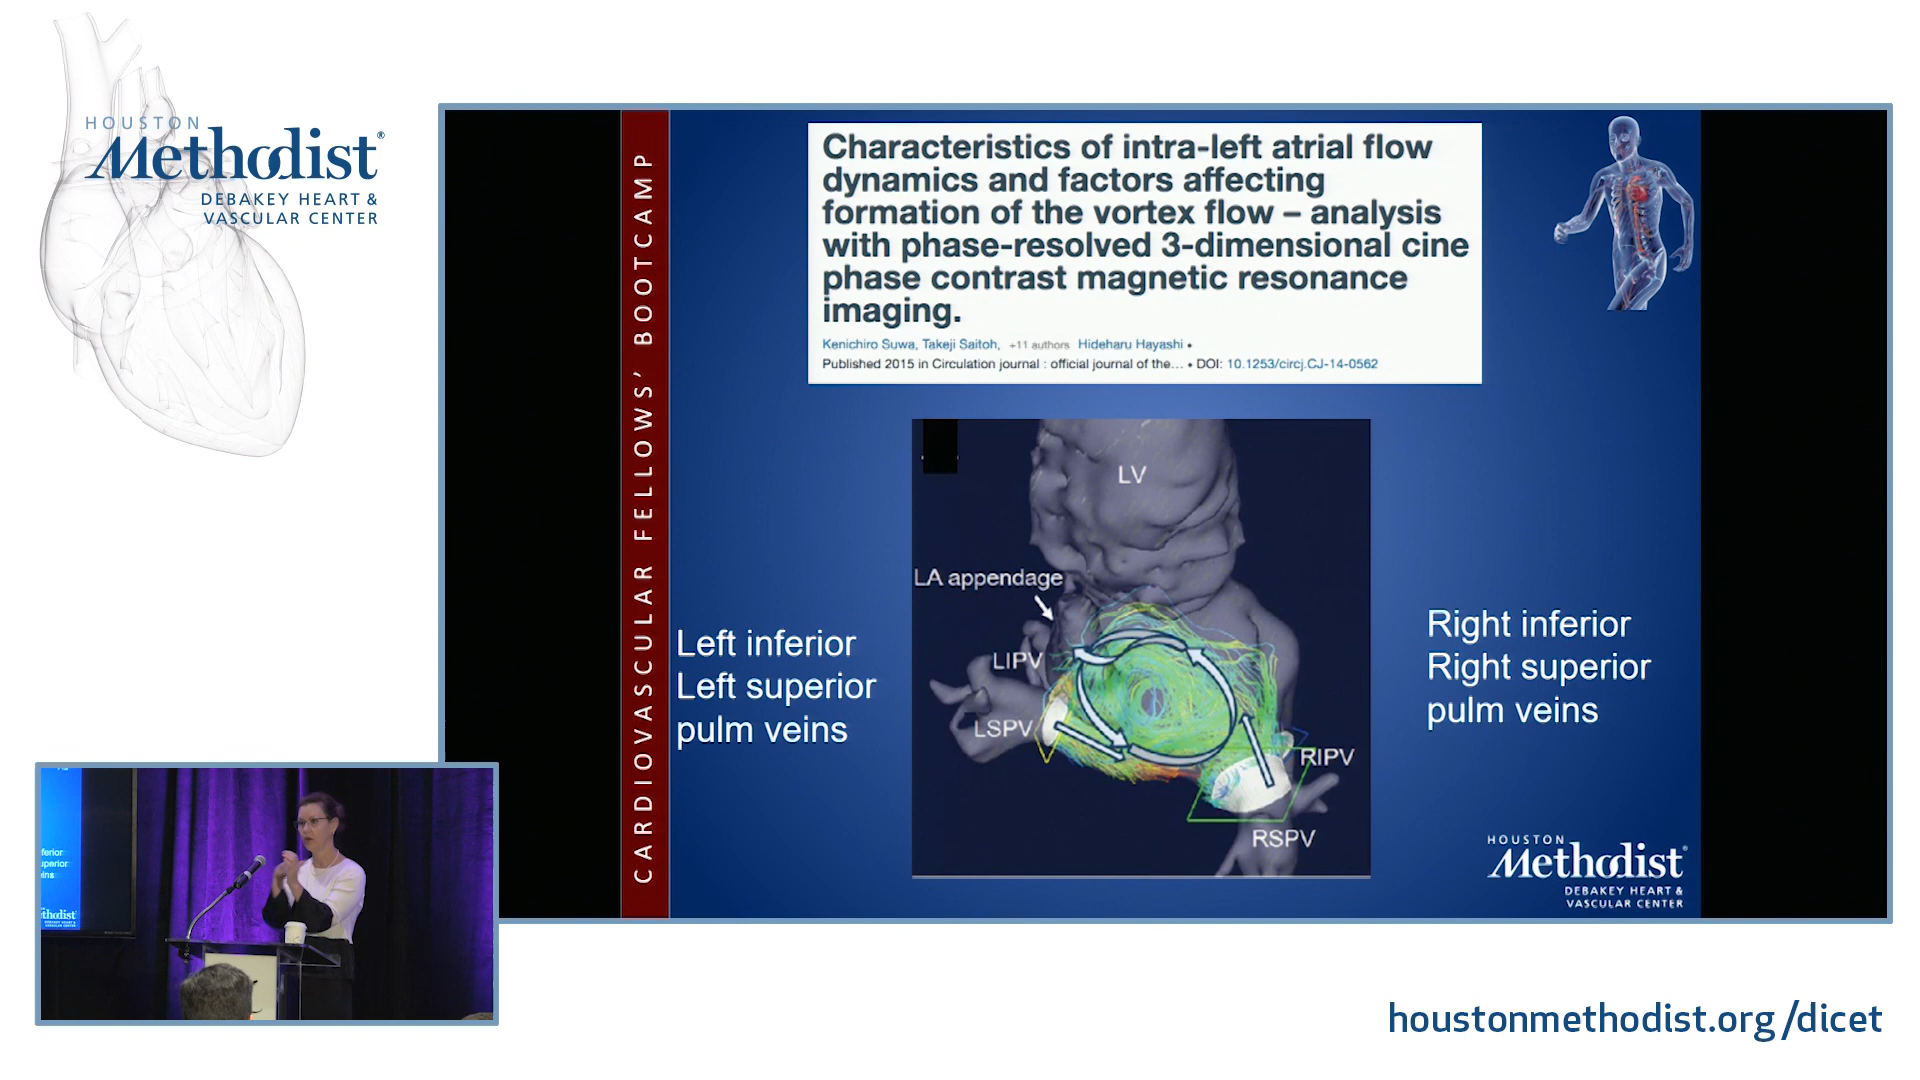 HOUSTON
Methodist®
DEBAKEY HEART &
VASCULAR CENTER
CARDIOVASCULAR FELLOWS' BOOTCAMP
Characteristics of intra-left atrial flow
dynamics and factors affecting
formation of the vortex flow – analysis
with phase-resolved 3-dimensional cine
phase contrast magnetic resonance
imaging.
Kenichiro Suwa, Takeji Saitoh, +11 authors Hideharu Hayashi •
Published 2015 in Circulation journal : official journal of the... • DOI: 10.1253/circj.CJ-14-0562
LV
LA appendage
LIPV
LSPV
RIPV
RSPV
Left inferior
Left superior
pulm veins
Right inferior
Right superior
pulm veins
HOUSTON
Methodist®
DEBAKEY HEART &
VASCULAR CENTER
ferior
uperior
eins
thodist
houstonmethodist.org/dicet